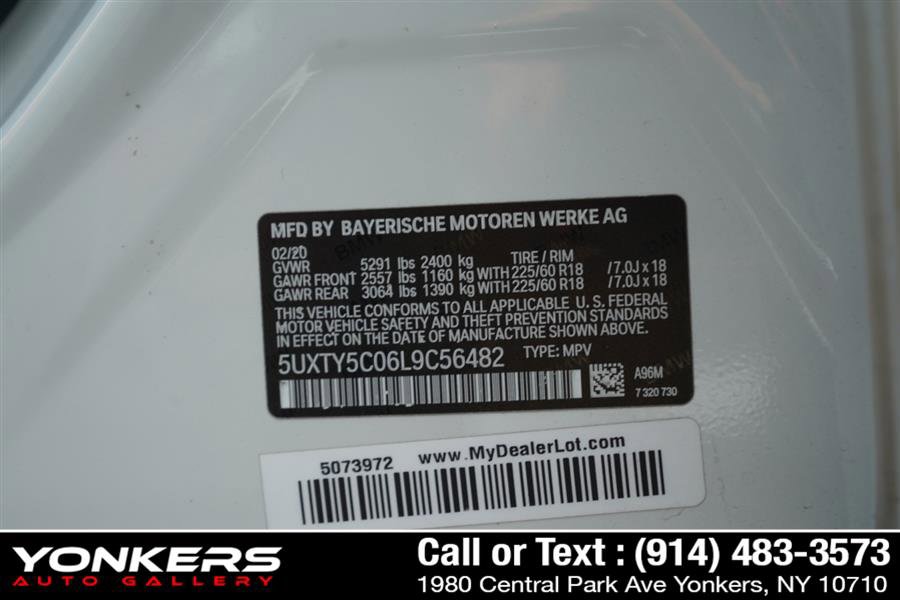 MFD BY BAYERISCHE MOTOREN WERKE AG
02/20
GVWR 5291 lbs 2400 kg TIRE / RIM
GAWR FRONT 2557 lbs 1160 kg WITH 225/60 R18 / 7.0J x 18
GAWR REAR 3064 lbs 1390 kg WITH 225/60 R18 / 7.0J x 18
THIS VEHICLE CONFORMS TO ALL APPLICABLE U. S. FEDERAL
MOTOR VEHICLE SAFETY AND THEFT PREVENTION STANDARDS
IN EFFECT ON THE DATE OF MANUFACTURE SHOWN ABOVE.
5UXTY5C06L9C56482 TYPE: MPV
A96M
7 320 730
5073972 www.MyDealerLot.com
YONKERS
AUTO GALLERY
Call or Text : (914) 483-3573
1980 Central Park Ave Yonkers, NY 10710